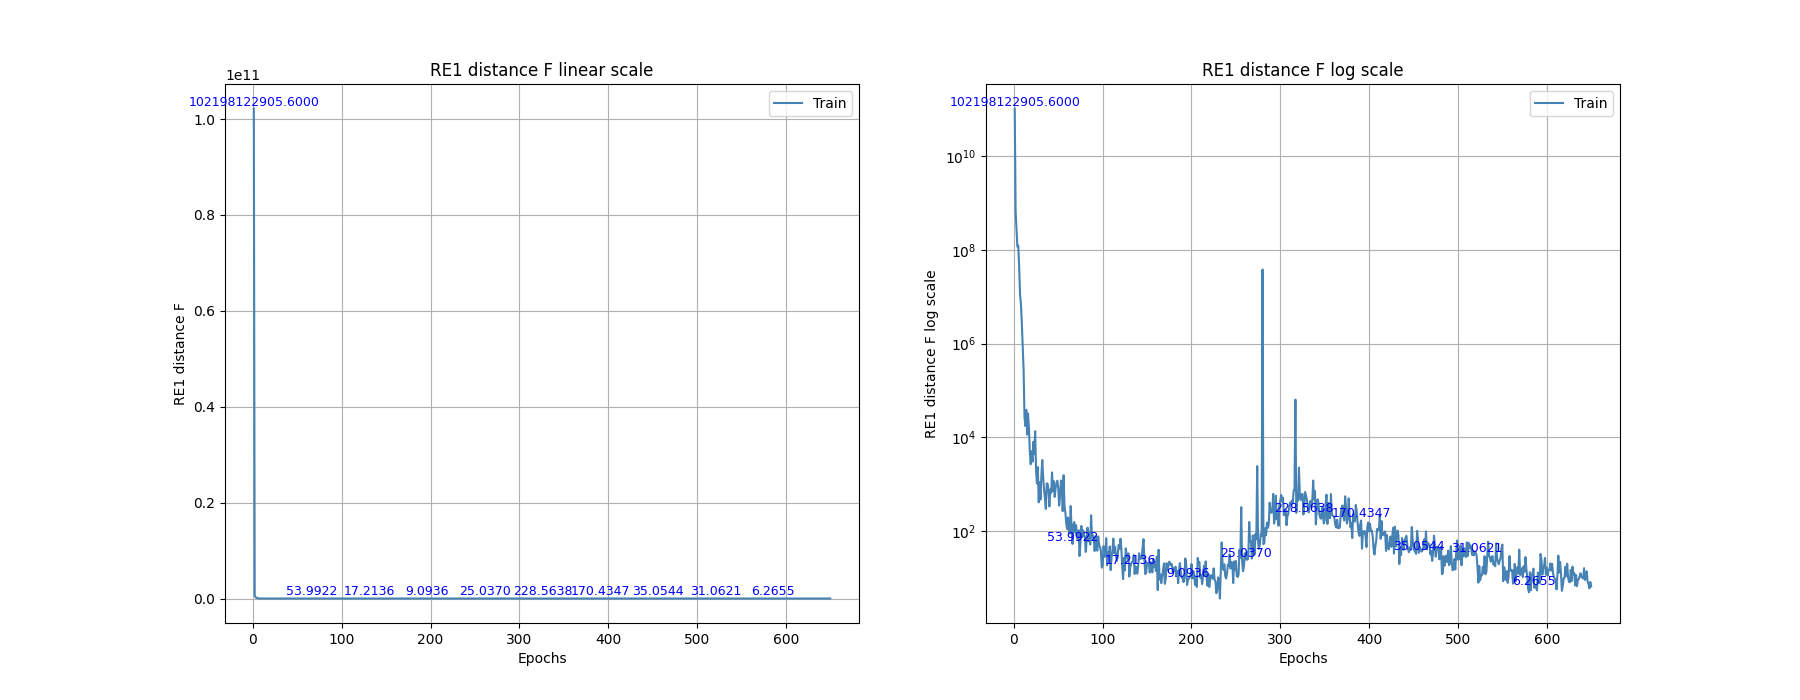 RE1 distance F linear scale
1e11
102198122905.6000
Train
1.0
0.8
0.6
0.4
0.2
0.0
RE1 distance F
53.9922 17.2136 9.0936 25.0370 228.5638 170.4347 35.0544 31.0621 6.2655
0 100 200 300 400 500 600
Epochs
RE1 distance F log scale
102198122905.6000
Train
10^10
10^8
10^6
10^4
10^2
RE1 distance F log scale
53.9922 17.2136 9.0936 25.0370 228.5638 170.4347 35.0544 31.0621 6.2655
0 100 200 300 400 500 600
Epochs